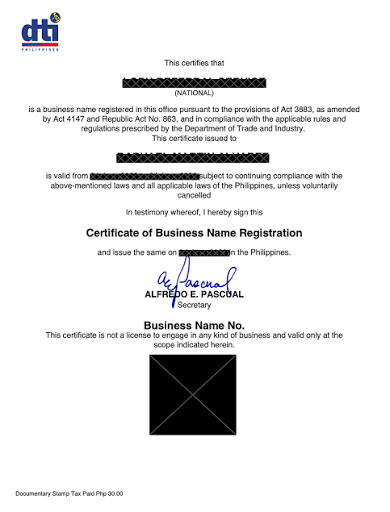 dti
PHILIPPINES
This certifies that
(NATIONAL)
is a business name registered in this office pursuant to the provisions of Act 3883, as amended
by Act 4147 and Republic Act No. 863, and in compliance with the applicable rules and
regulations prescribed by the Department of Trade and Industry.
This certificate issued to
is valid from subject to continuing compliance with the
above-mentioned laws and all applicable laws of the Philippines, unless voluntarily
cancelled
In testimony whereof, I hereby sign this
Certificate of Business Name Registration
and issue the same on in the Philippines.
ALFREDO E. PASCUAL
Secretary
Business Name No.
This certificate is not a license to engage in any kind of business and valid only at the
scope indicated herein.
Documentary Stamp Tax Paid Php 30.00